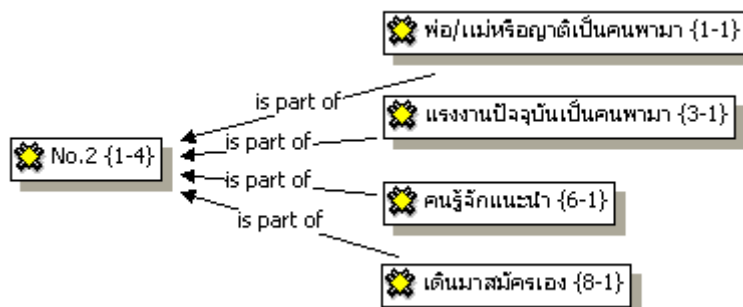 พ่อ/แม่หรือญาติเป็นคนพามา {1-1}
is part of
แรงงานปัจจุบันเป็นคนพามา {3-1}
is part of
No.2 {1-4}
is part of
คนรู้จักแนะนำ {6-1}
is part of
เดินมาสมัครเอง {8-1}